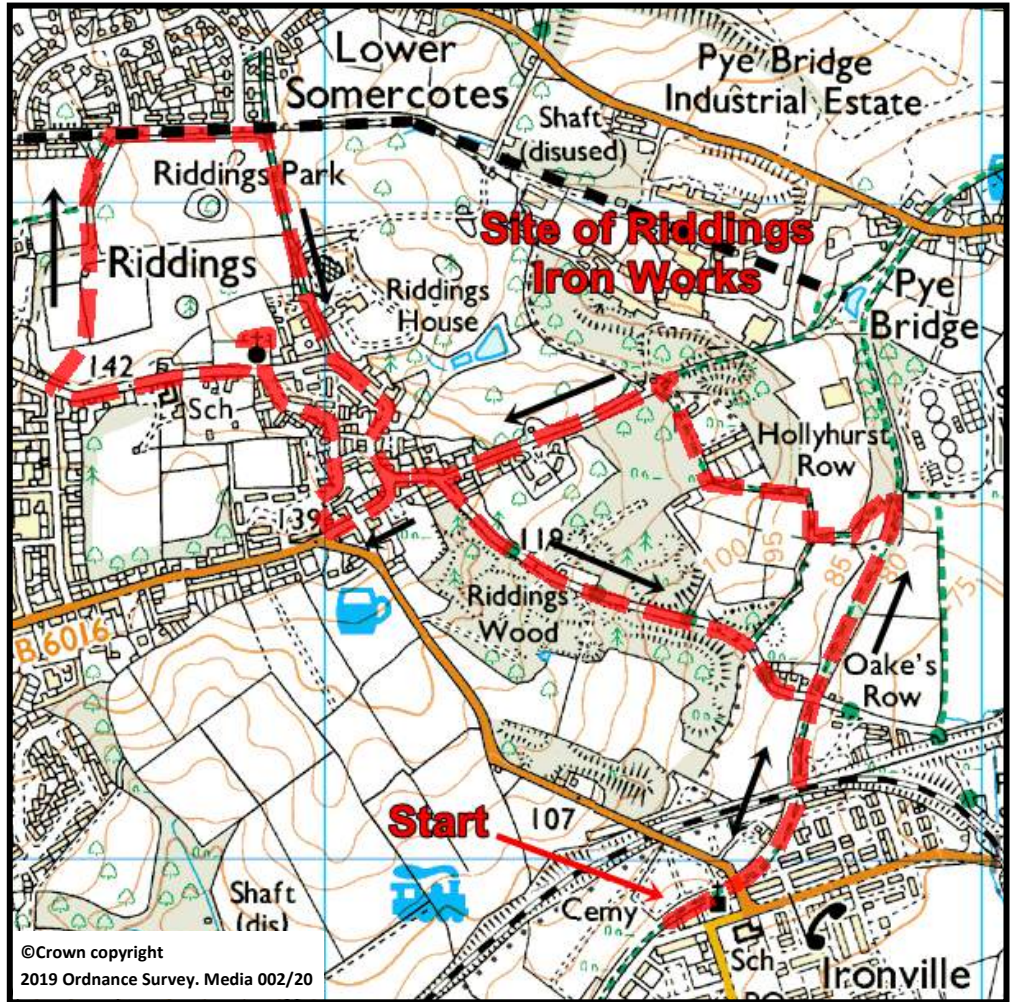 Lower
Somercotes
Pye Bridge
Industrial Estate
Shaft
(disused)
Riddings Park
Site of Riddings
Iron Works
Riddings
Riddings
House
Pye
Bridge
142
Sch
Hollyhurst
Row
139
119
100
95
85
80
75
Riddings
Wood
B 6016
Oake's
Row
Start
107
Shaft
(dis)
Cemy
Sch
Ironville
©Crown copyright
2019 Ordnance Survey. Media 002/20